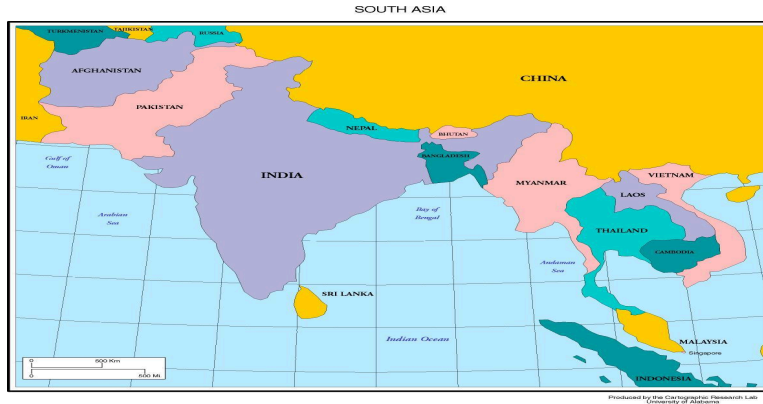 SOUTH ASIA
TURKMENISTAN
TAJIKISTAN
RUSSIA
AFGHANISTAN
CHINA
PAKISTAN
IRAN
NEPAL
BHUTAN
BANGLADESH
Gulf of
Oman
INDIA
MYANMAR
VIETNAM
LAOS
Arabian
Sea
Bay of
Bengal
THAILAND
CAMBODIA
Andaman
Sea
SRI LANKA
Indian Ocean
MALAYSIA
Singapore
INDONESIA
0
500 Km
0
500 Mi
Produced by the Cartographic Research Lab
University of Alabama